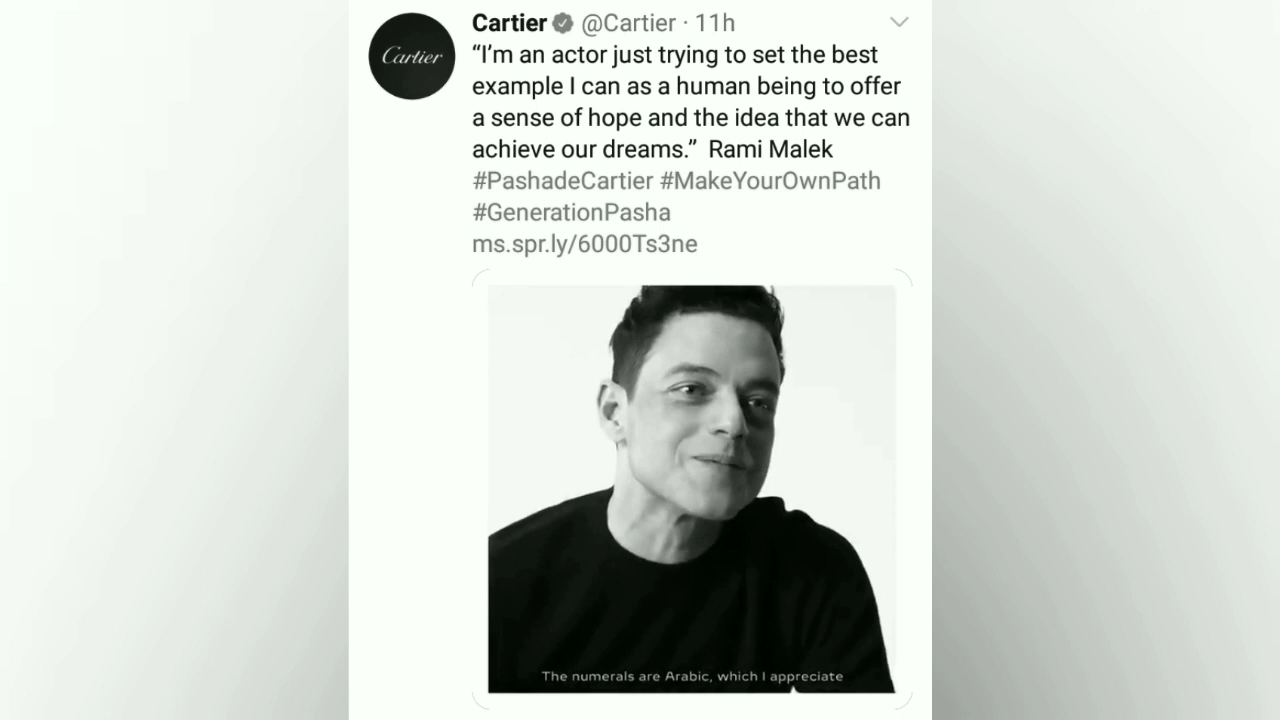 Cartier
Cartier @Cartier · 11h
“I’m an actor just trying to set the best
example I can as a human being to offer
a sense of hope and the idea that we can
achieve our dreams.” Rami Malek
#PashadeCartier #MakeYourOwnPath
#GenerationPasha
ms.spr.ly/6000Ts3ne
The numerals are Arabic, which I appreciate